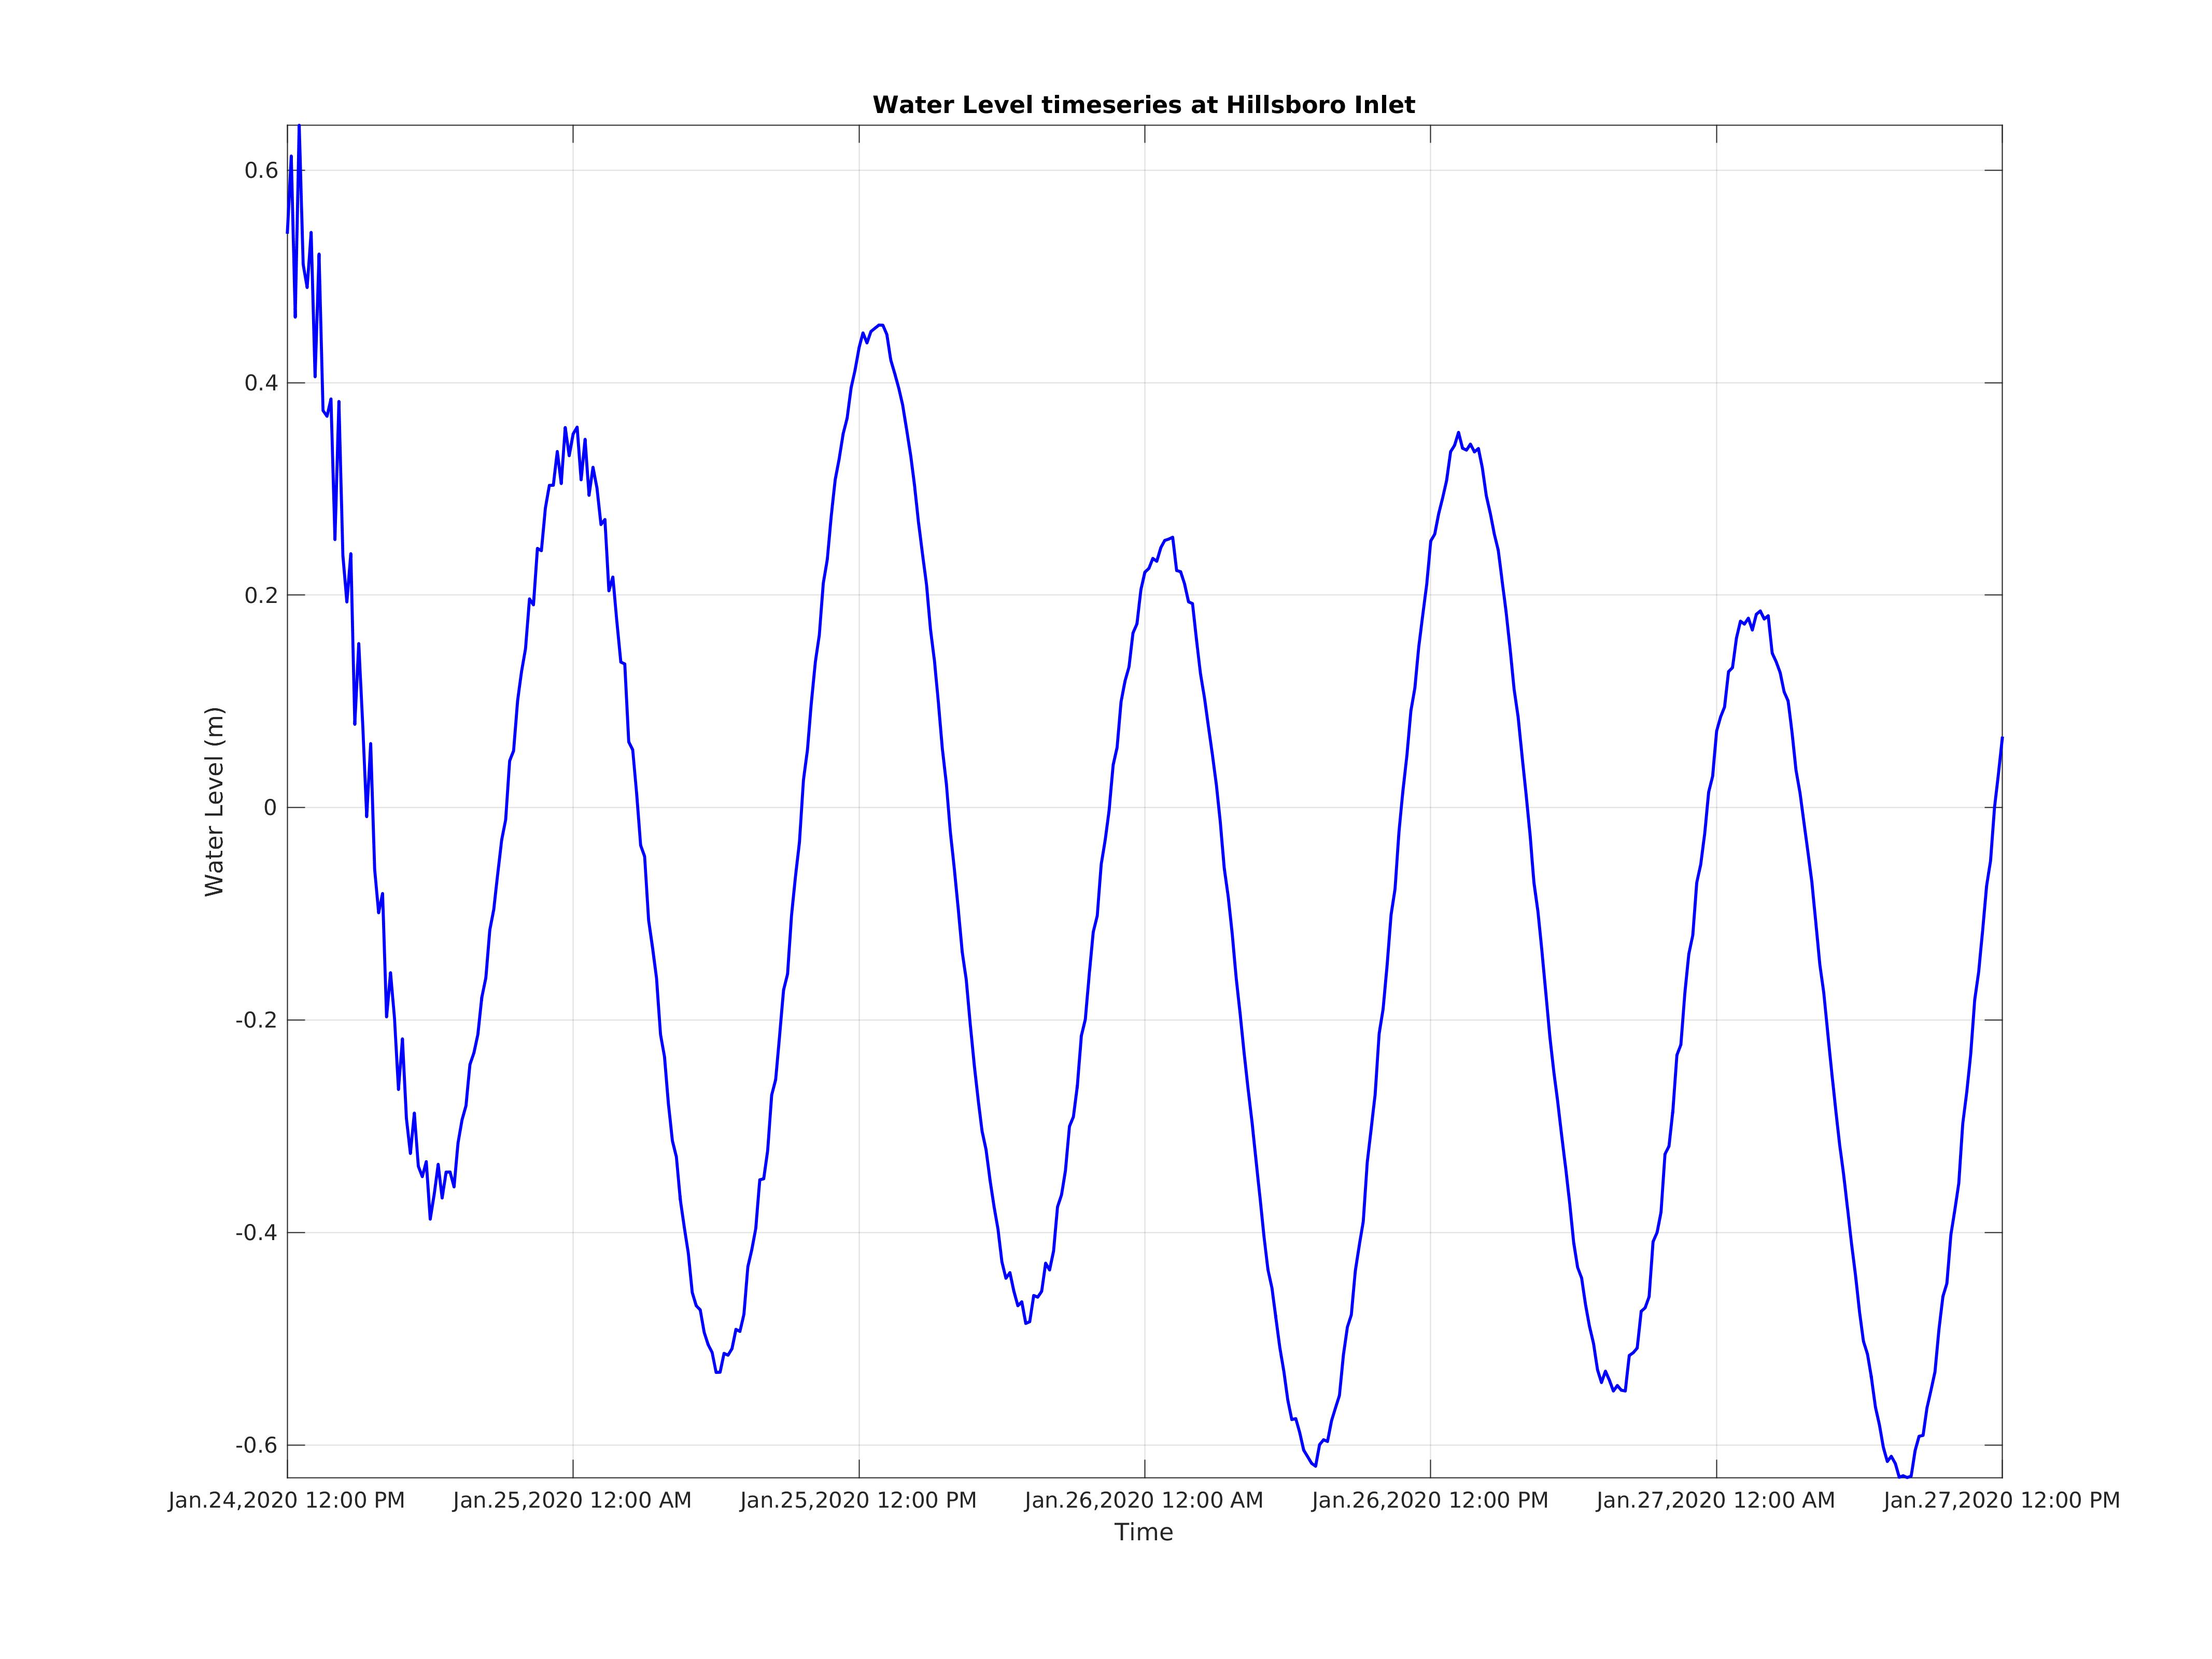 Water Level timeseries at Hillsboro Inlet
0.6
0.4
0.2
0
-0.2
-0.4
-0.6
Water Level (m)
Jan.24,2020 12:00 PM
Jan.25,2020 12:00 AM
Jan.25,2020 12:00 PM
Jan.26,2020 12:00 AM
Jan.26,2020 12:00 PM
Jan.27,2020 12:00 AM
Jan.27,2020 12:00 PM
Time